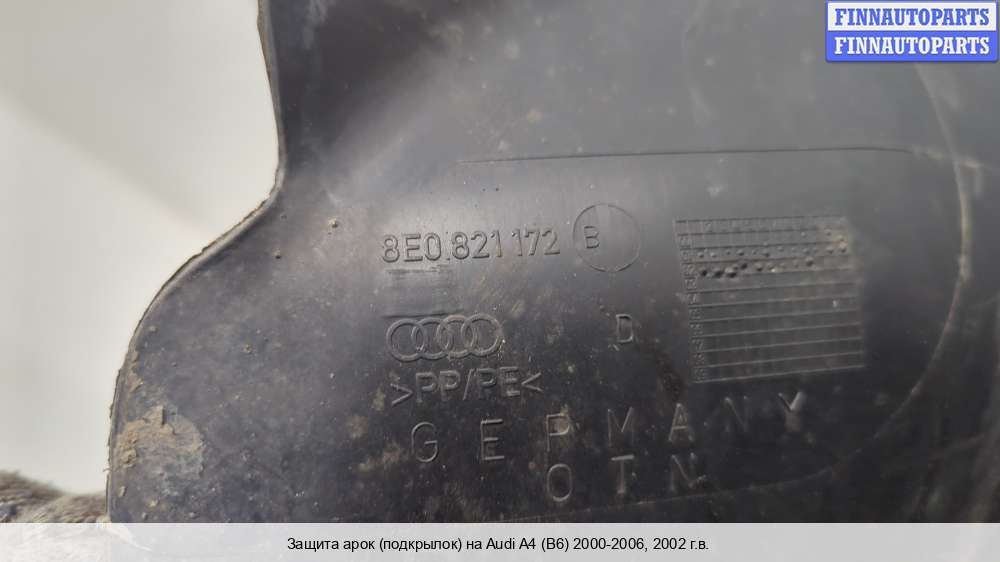 FINNAUTOPARTS
FINNAUTOPARTS
8E0.821 172 B
D
>PP/PE<
GERMANY
OTN
Защита арок (подкрылок) на Audi A4 (B6) 2000-2006, 2002 г.в.